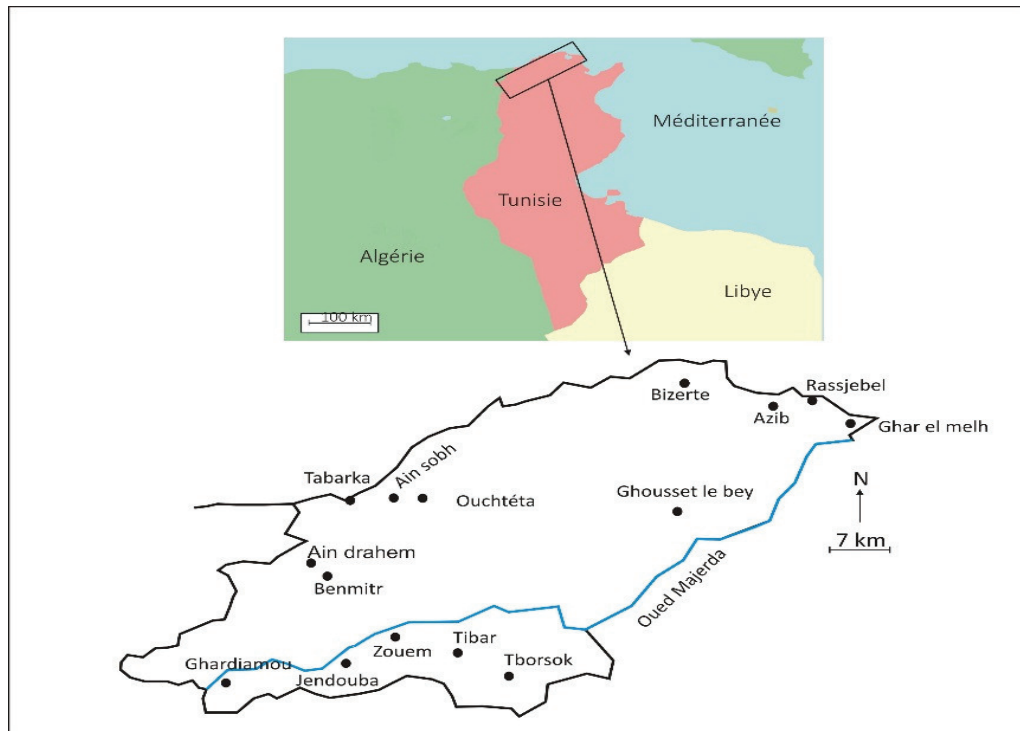 Méditerranée
Tunisie
Algérie
Libye
100 km
Rassjebel
Bizerte
Azib
Ghar el melh
Ain sobh
Tabarka
Ouchtéta
Ghousset le bey
N
7 km
Ain drahem
Benmitr
Oued Majerda
Zouem
Tibar
Tborsok
Ghardiamou
Jendouba